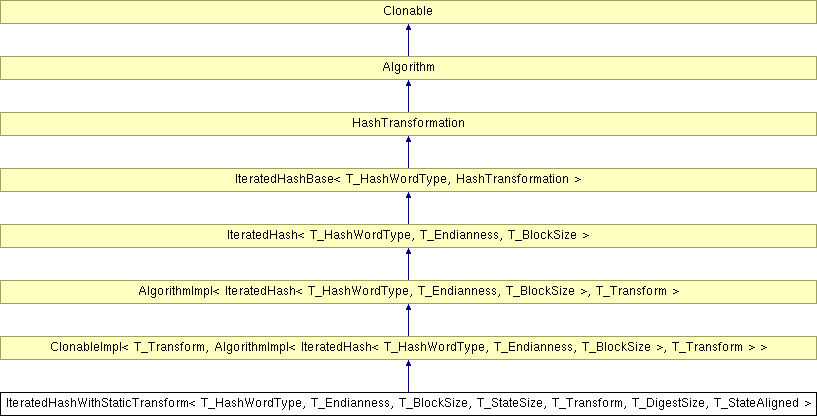 Clonable
Algorithm
HashTransformation
IteratedHashBase< T_HashWordType, HashTransformation >
IteratedHash< T_HashWordType, T_Endianness, T_BlockSize >
AlgorithmImpl< IteratedHash< T_HashWordType, T_Endianness, T_BlockSize >, T_Transform >
ClonableImpl< T_Transform, AlgorithmImpl< IteratedHash< T_HashWordType, T_Endianness, T_BlockSize >, T_Transform > >
IteratedHashWithStaticTransform< T_HashWordType, T_Endianness, T_BlockSize, T_StateSize, T_Transform, T_DigestSize, T_StateAligned >